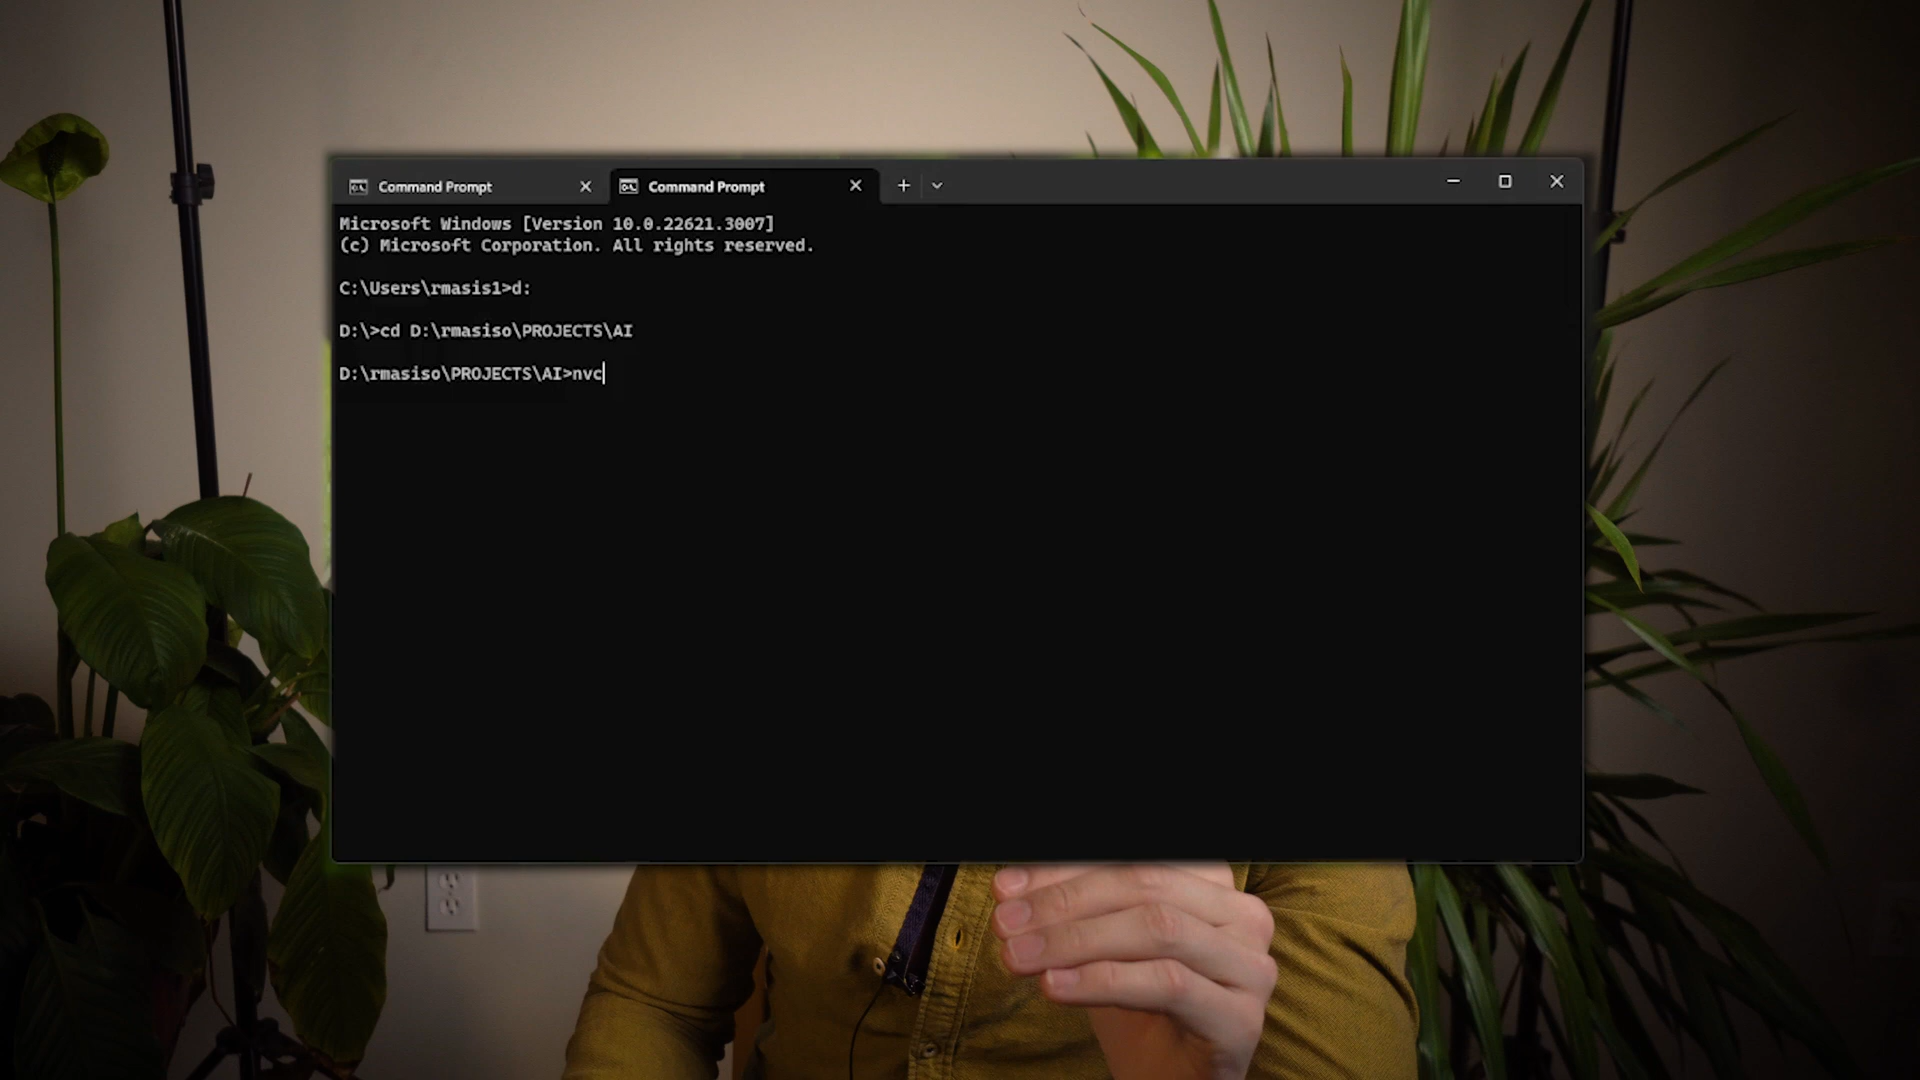 Command Prompt
Command Prompt
Microsoft Windows [Version 10.0.22621.3007]
(c) Microsoft Corporation. All rights reserved.
C:\Users\rmasis1>d:
D:\>cd D:\rmasiso\PROJECTS\AI
D:\rmasiso\PROJECTS\AI>nvc